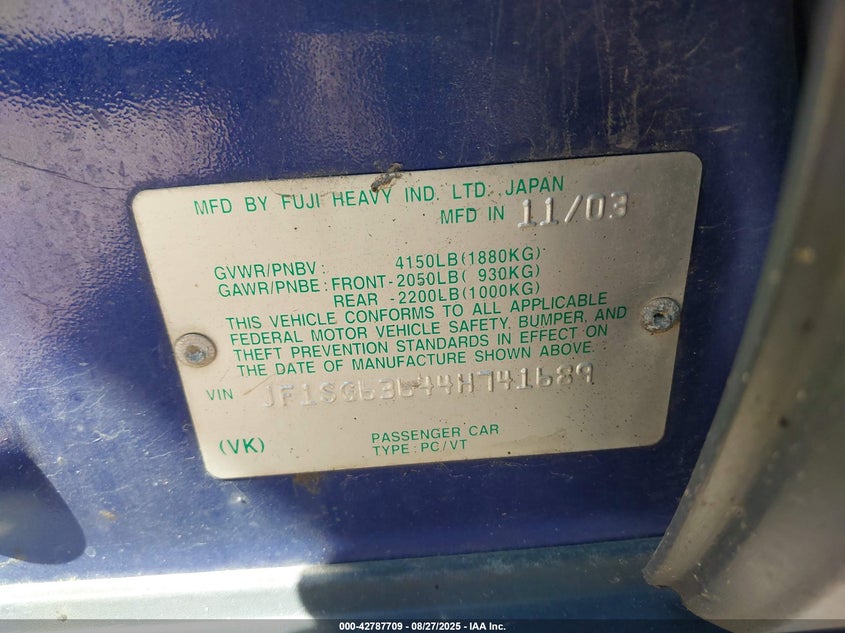 MFD BY FUJI HEAVY IND. LTD. JAPAN
MFD IN 11/03
GVWR/PNBV : 4150LB(1880KG)
GAWR/PNBE : FRONT-2050LB( 930KG)
REAR -2200LB(1000KG)
THIS VEHICLE CONFORMS TO ALL APPLICABLE
FEDERAL MOTOR VEHICLE SAFETY, BUMPER, AND
THEFT PREVENTION STANDARDS IN EFFECT ON
THE DATE OF MANUFACTURE SHOWN ABOVE.
VIN JF1SG63644H741689
(VK) PASSENGER CAR
TYPE : PC/VT
000-42787709 - 08/27/2025 - IAA Inc.